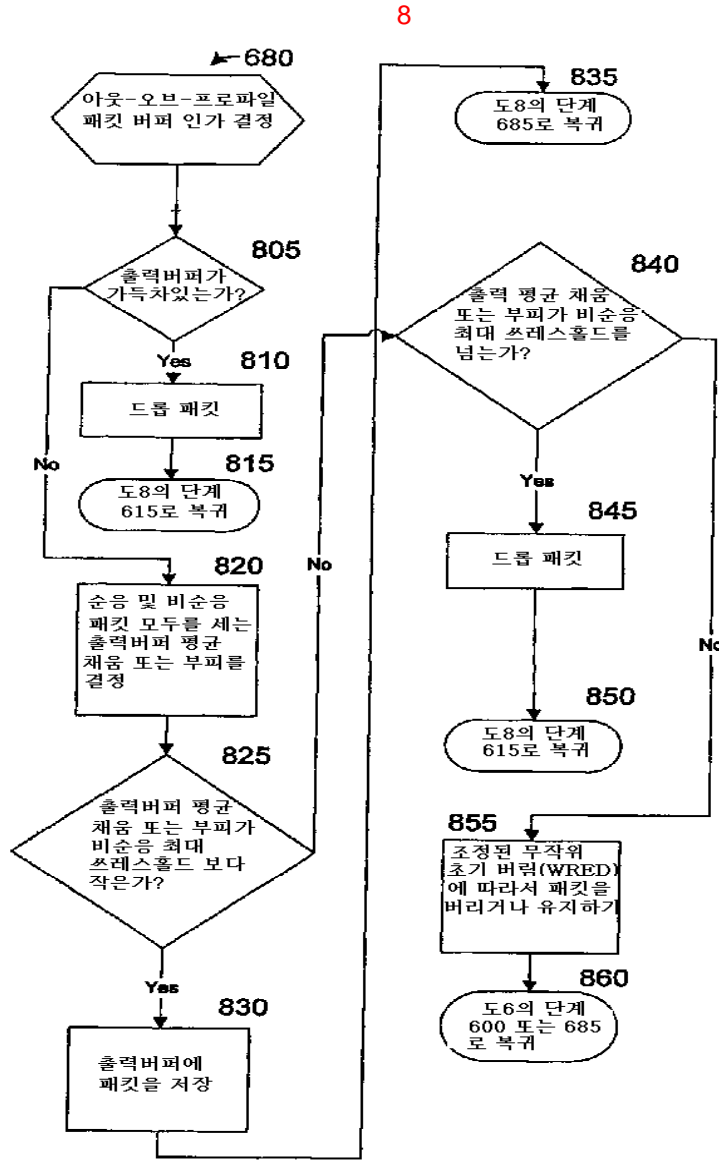 8
680
아웃-오브-프로파일
패킷 버퍼 인가 결정
805
출력버퍼가
가득차있는가?
Yes
No
810
드롭 패킷
815
도8의 단계
615로 복귀
820
순응 및 비순응
패킷 모두를 세는
출력버퍼 평균
채움 또는 부피를
결정
825
출력버퍼 평균
채움 또는 부피가
비순응 최대
쓰레스홀드 보다
작은가?
No
Yes
830
출력버퍼에
패킷을 저장
835
도8의 단계
685로 복귀
840
출력 평균 채움
또는 부피가 비순응
최대 쓰레스홀드를
넘는가?
Yes
No
845
드롭 패킷
850
도8의 단계
615로 복귀
855
조정된 무작위
초기 버림(WRED)
에 따라서 패킷을
버리거나 유지하기
860
도6의 단계
600 또는 685
로 복귀